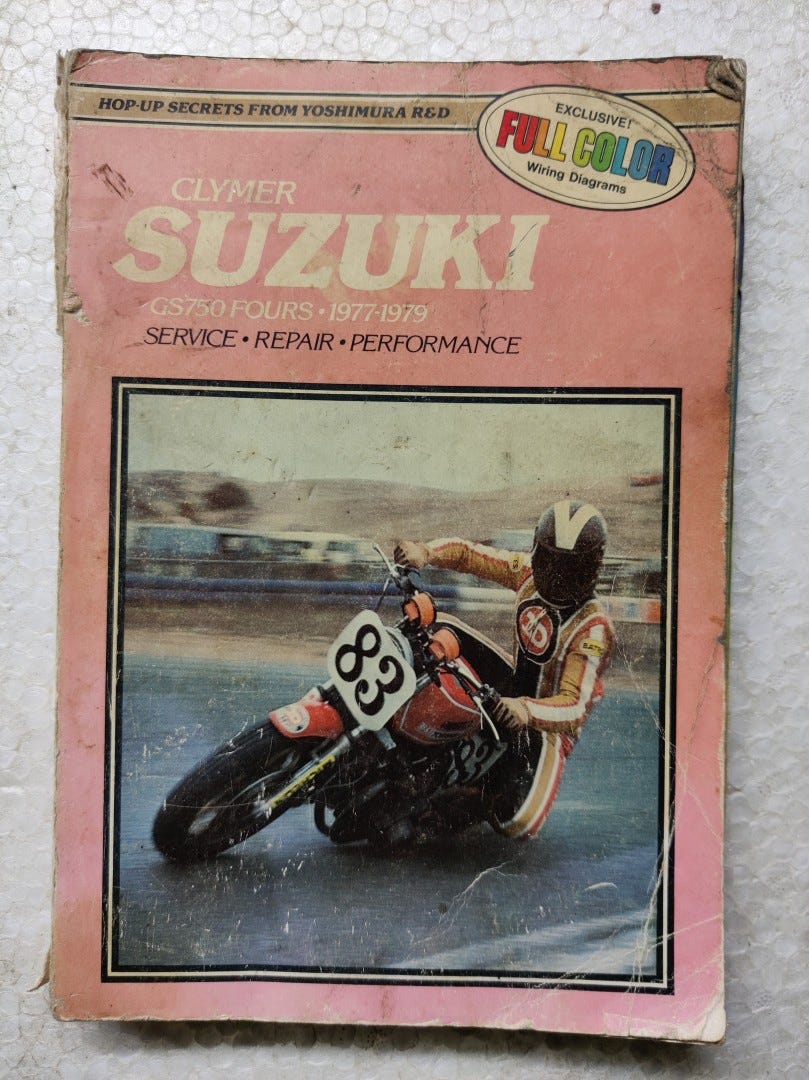 HOP-UP SECRETS FROM YOSHIMURA R&D
EXCLUSIVE!
FULL COLOR
Wiring Diagrams
CLYMER
SUZUKI
GS750 FOURS • 1977-1979
SERVICE • REPAIR • PERFORMANCE
83
83